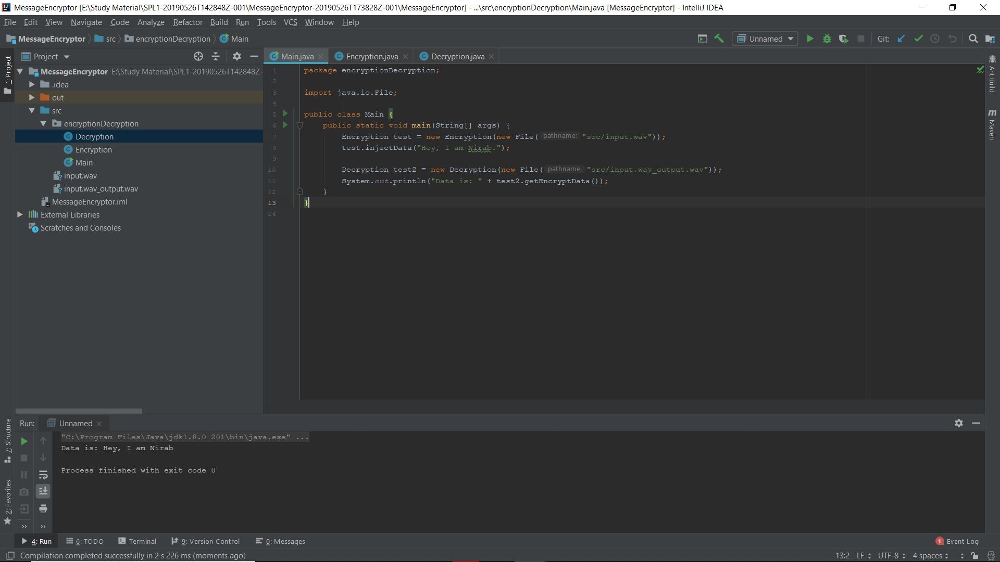 MessageEncryptor [E:\Study Material\SPL1-20190526T142848Z-001\MessageEncryptor-20190526T173828Z-001\MessageEncryptor] - ...\src\encryptionDecryption\Main.java [MessageEncryptor] - IntelliJ IDEA
File Edit View Navigate Code Analyze Refactor Build Run Tools VCS Window Help
MessageEncryptor src encryptionDecryption Main Unnamed Git:
1: Project
Project
MessageEncryptor E:\Study Material\SPL1-20190526T142848Z-
.idea
out
src
encryptionDecryption
Decryption
Encryption
Main
input.wav
input.wav_output.wav
MessageEncryptor.iml
External Libraries
Scratches and Consoles
Main.java Encryption.java Decryption.java
1 package encryptionDecryption;
2
3 import java.io.File;
4
5 public class Main {
6 public static void main(String[] args) {
7 Encryption test = new Encryption(new File( pathname: "src/input.wav"));
8 test.injectData("Hey, I am Nirab.");
9
10 Decryption test2 = new Decryption(new File( pathname: "src/input.wav_output.wav"));
11 System.out.println("Data is: " + test2.getEncryptData());
12 }
13 }
14
Ant Build
Maven
7: Structure
2: Favorites
Run: Unnamed
"C:\Program Files\Java\jdk1.8.0_201\bin\java.exe" ...
Data is: Hey, I am Nirab
Process finished with exit code 0
4: Run 6: TODO Terminal 9: Version Control 0: Messages 1 Event Log
Compilation completed successfully in 2 s 226 ms (moments ago) 13:2 LF UTF-8 4 spaces